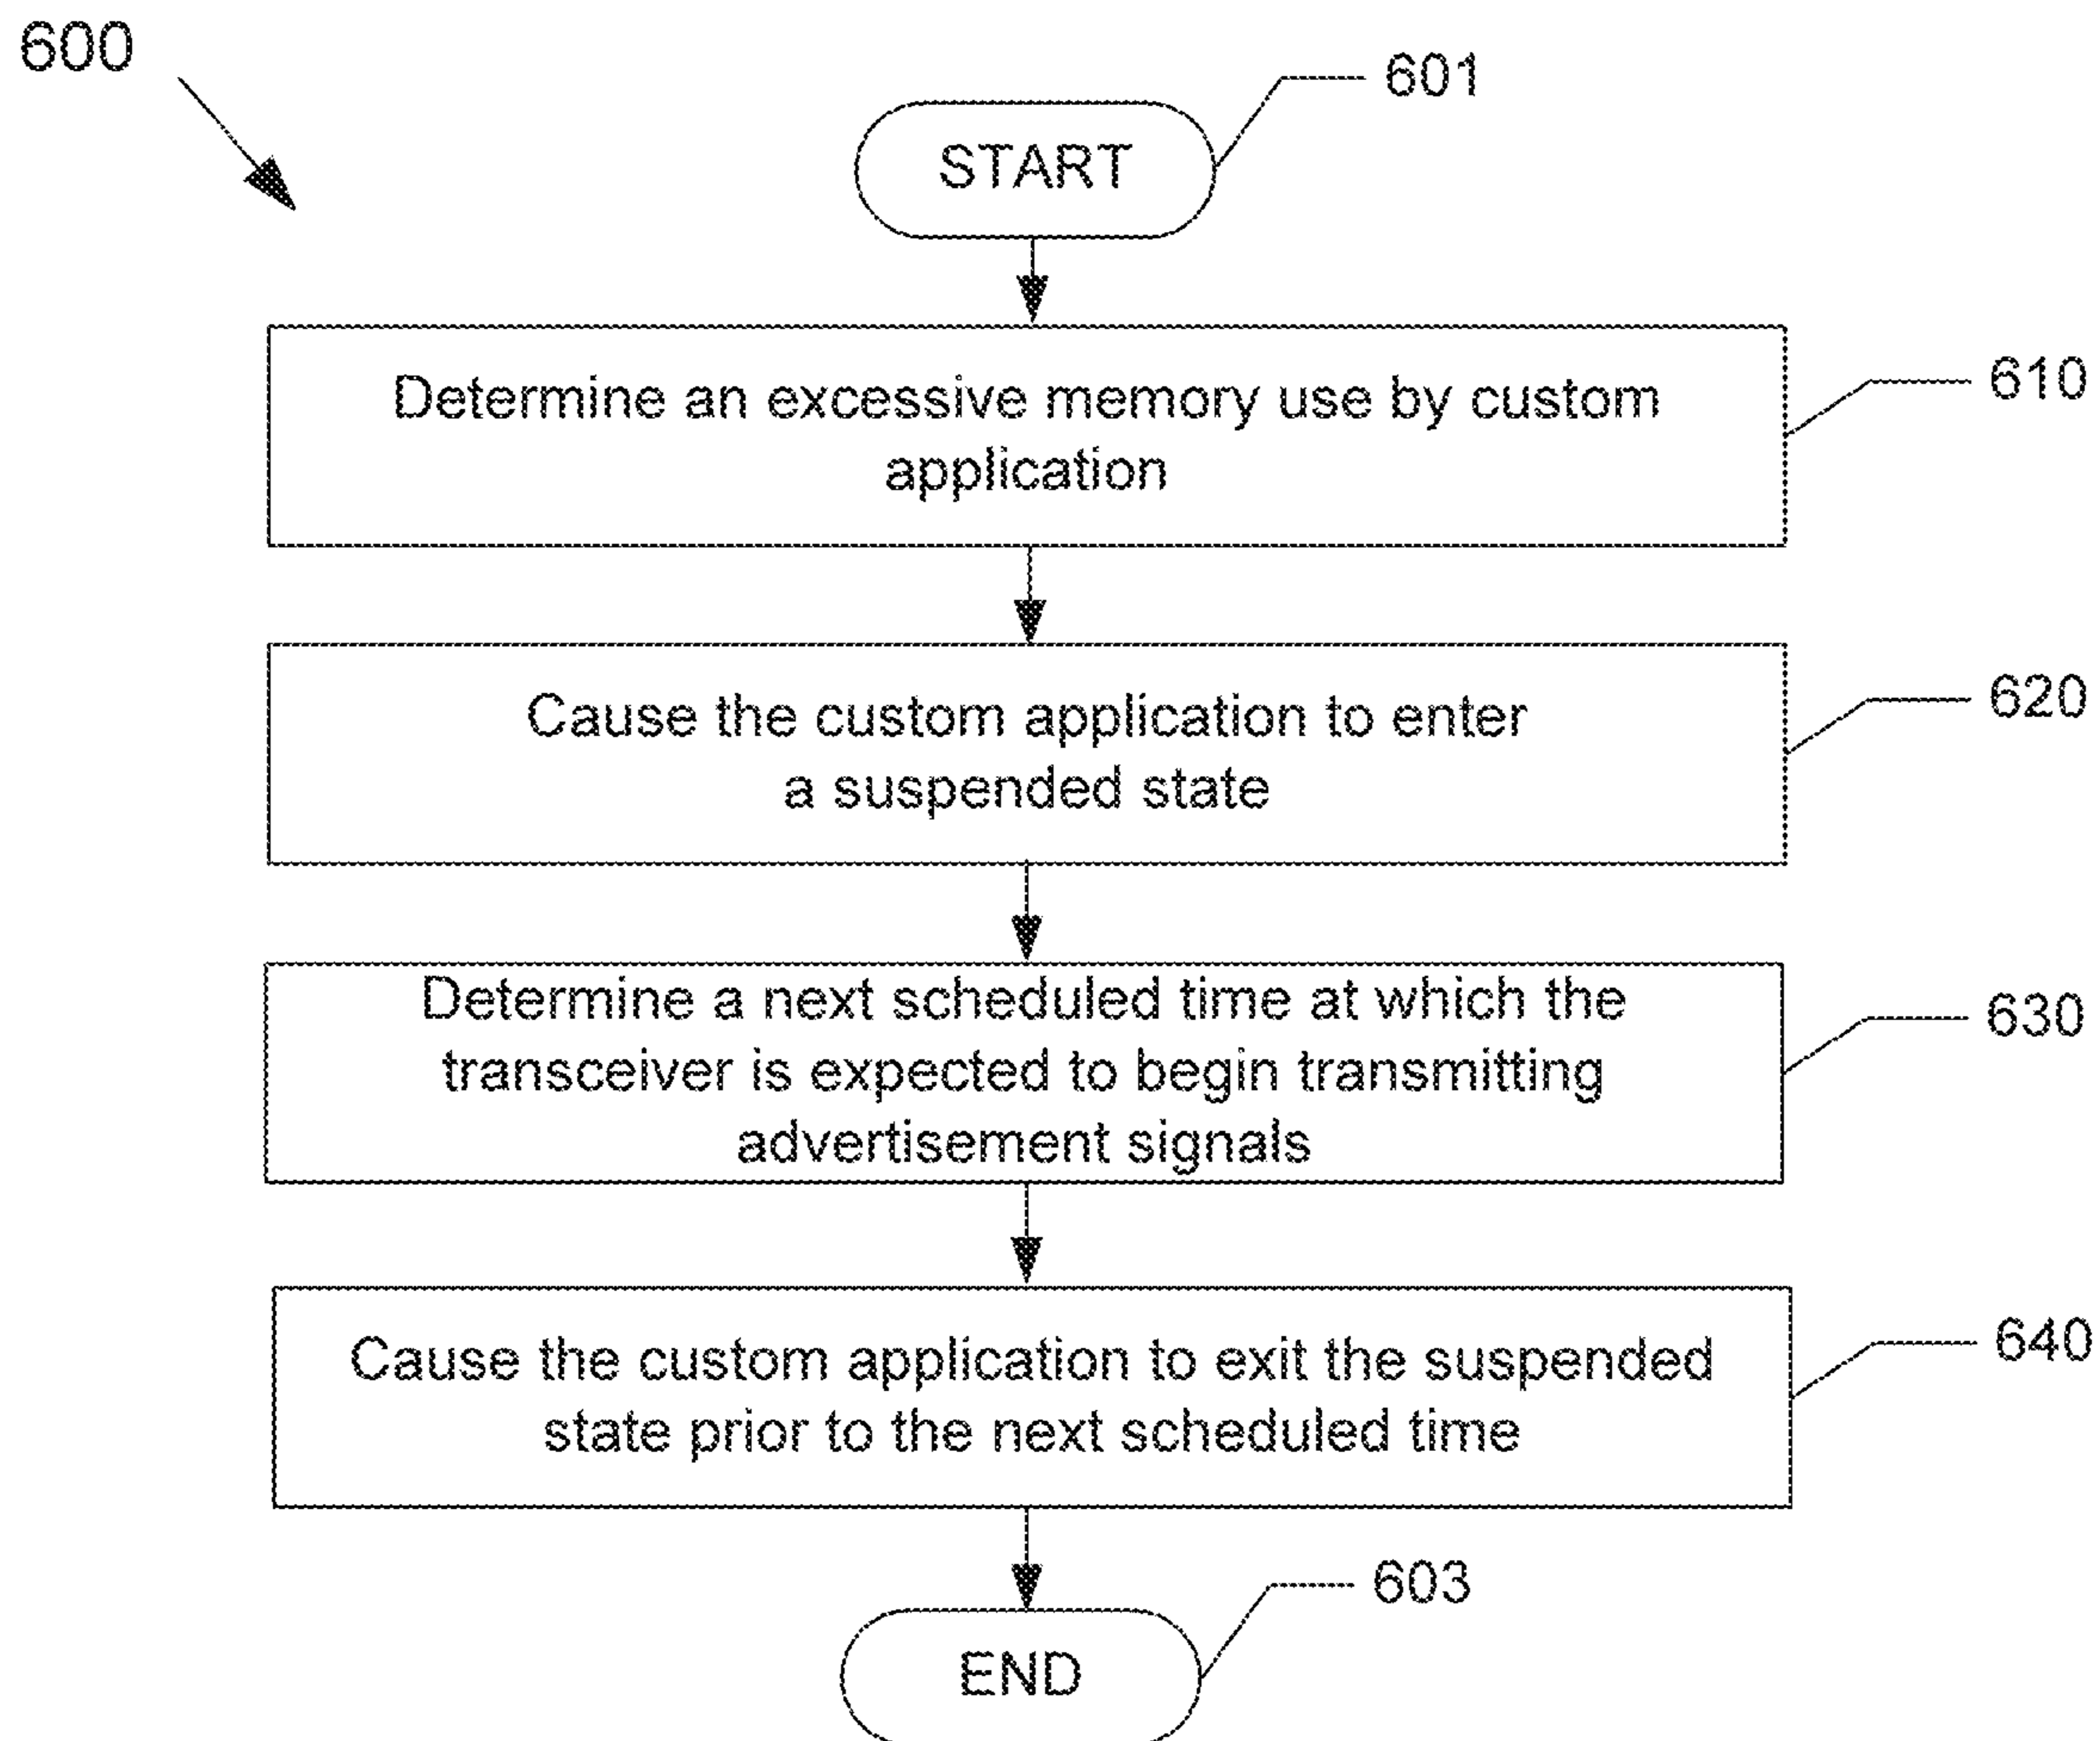 600
601
START
Determine an excessive memory use by custom
application
610
Cause the custom application to enter
a suspended state
620
Determine a next scheduled time at which the
transceiver is expected to begin transmitting
advertisement signals
630
Cause the custom application to exit the suspended
state prior to the next scheduled time
640
603
END